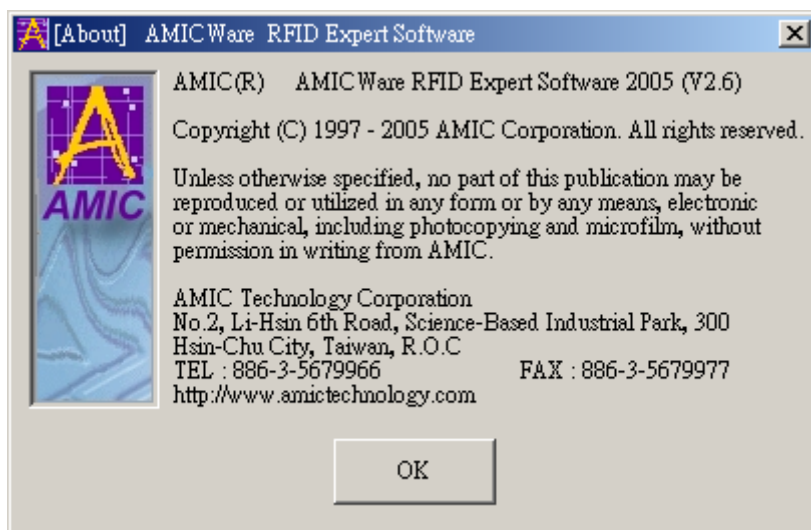 [About] AMICWare RFID Expert Software
AMIC(R) AMICWare RFID Expert Software 2005 (V2.6)
Copyright (C) 1997 - 2005 AMIC Corporation. All rights reserved.
Unless otherwise specified, no part of this publication may be
reproduced or utilized in any form or by any means, electronic
or mechanical, including photocopying and microfilm, without
permission in writing from AMIC.
AMIC
AMIC Technology Corporation
No.2, Li-Hsin 6th Road, Science-Based Industrial Park, 300
Hsin-Chu City, Taiwan, R.O.C
TEL : 886-3-5679966 FAX : 886-3-5679977
http://www.amictechnology.com
OK